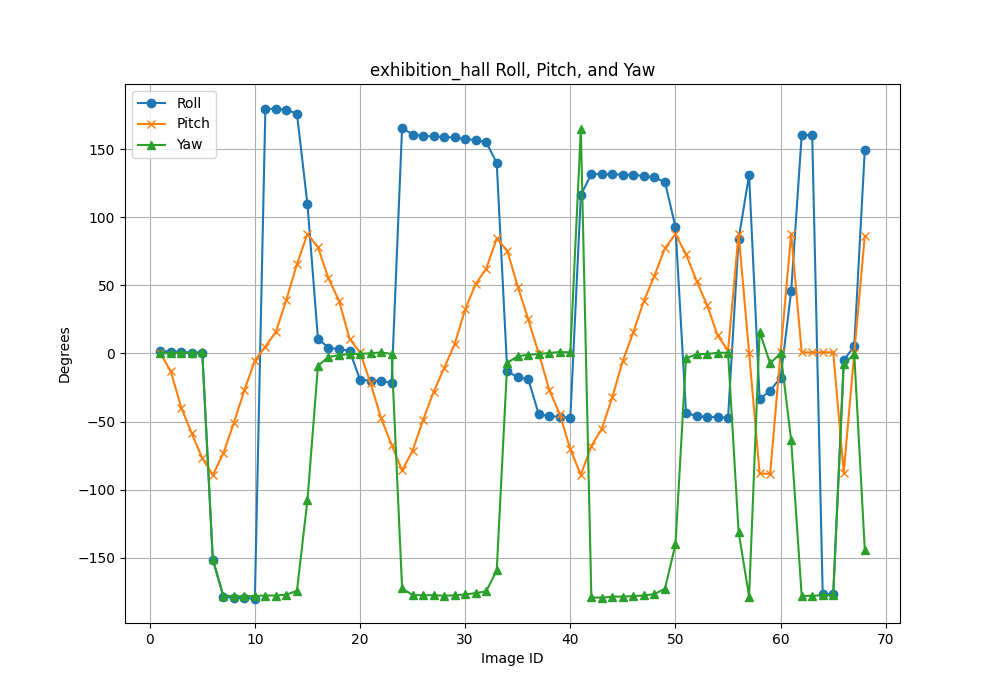 exhibition_hall Roll, Pitch, and Yaw
Roll
Pitch
Yaw
150
100
50
0
−50
−100
−150
Degrees
0 10 20 30 40 50 60 70
Image ID